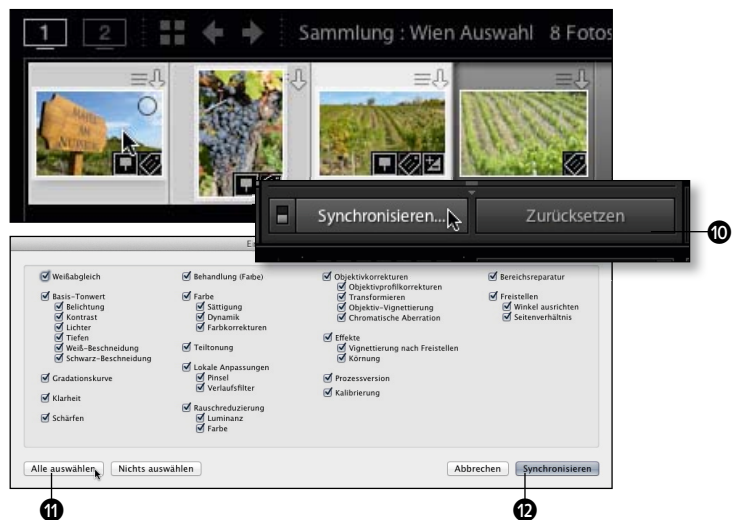 1 2 Sammlung : Wien Auswahl 8 Fotos
Synchronisieren... Zurücksetzen
10
Weißabgleich
Basis-Tonwert
Belichtung
Kontrast
Lichter
Tiefen
Weiß-Beschneidung
Schwarz-Beschneidung
Gradationskurve
Klarheit
Schärfen
Behandlung (Farbe)
Farbe
Sättigung
Dynamik
Farbkorrekturen
Teiltonung
Lokale Anpassungen
Pinsel
Verlaufsfilter
Rauschreduzierung
Luminanz
Farbe
Objektivkorrekturen
Objektivprofilkorrekturen
Transformieren
Objektiv-Vignettierung
Chromatische Aberration
Effekte
Vignettierung nach Freistellen
Körnung
Prozessversion
Kalibrierung
Bereichsreparatur
Freistellen
Winkel ausrichten
Seitenverhältnis
Alle auswählen Nichts auswählen Abbrechen Synchronisieren
11 12